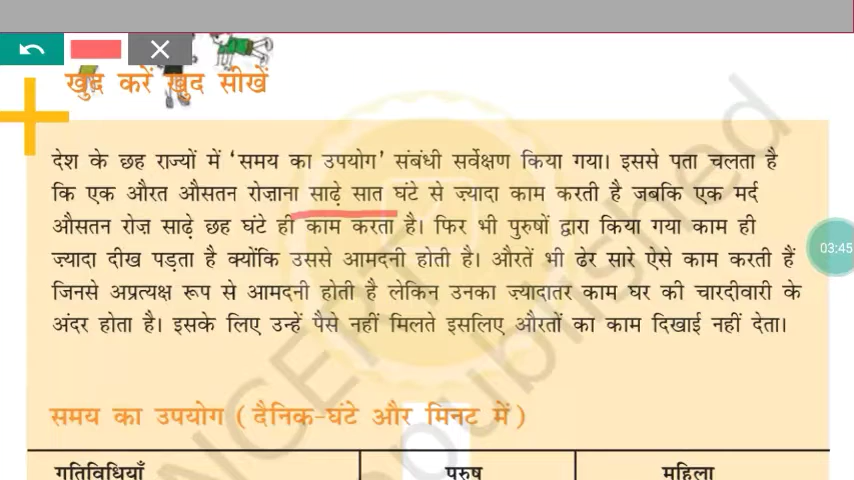 खुद करें खुद सीखें
देश के छह राज्यों में ‘समय का उपयोग’ संबंधी सर्वेक्षण किया गया। इससे पता चलता है
कि एक औरत औसतन रोज़ाना साढ़े सात घंटे से ज़्यादा काम करती है जबकि एक मर्द
औसतन रोज़ साढ़े छह घंटे ही काम करता है। फिर भी पुरुषों द्वारा किया गया काम ही
ज़्यादा दीख पड़ता है क्योंकि उससे आमदनी होती है। औरतें भी ढेर सारे ऐसे काम करती हैं
जिनसे अप्रत्यक्ष रूप से आमदनी होती है लेकिन उनका ज़्यादातर काम घर की चारदीवारी के
अंदर होता है। इसके लिए उन्हें पैसे नहीं मिलते इसलिए औरतों का काम दिखाई नहीं देता।
03:45
समय का उपयोग (दैनिक-घंटे और मिनट में)
गतिविधियाँ पुरुष महिला
NCERT
republished